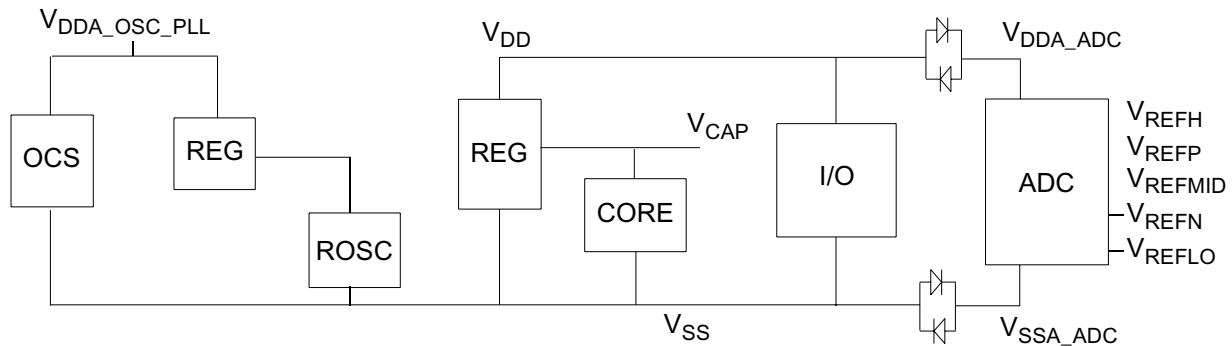 VDDA_OSC_PLL
VDD
VDDA_ADC
OCS
REG
REG
VCAP
I/O
ADC
VREFH
VREFP
VREFMID
VREFN
VREFLO
CORE
ROSC
VSS
VSSA_ADC